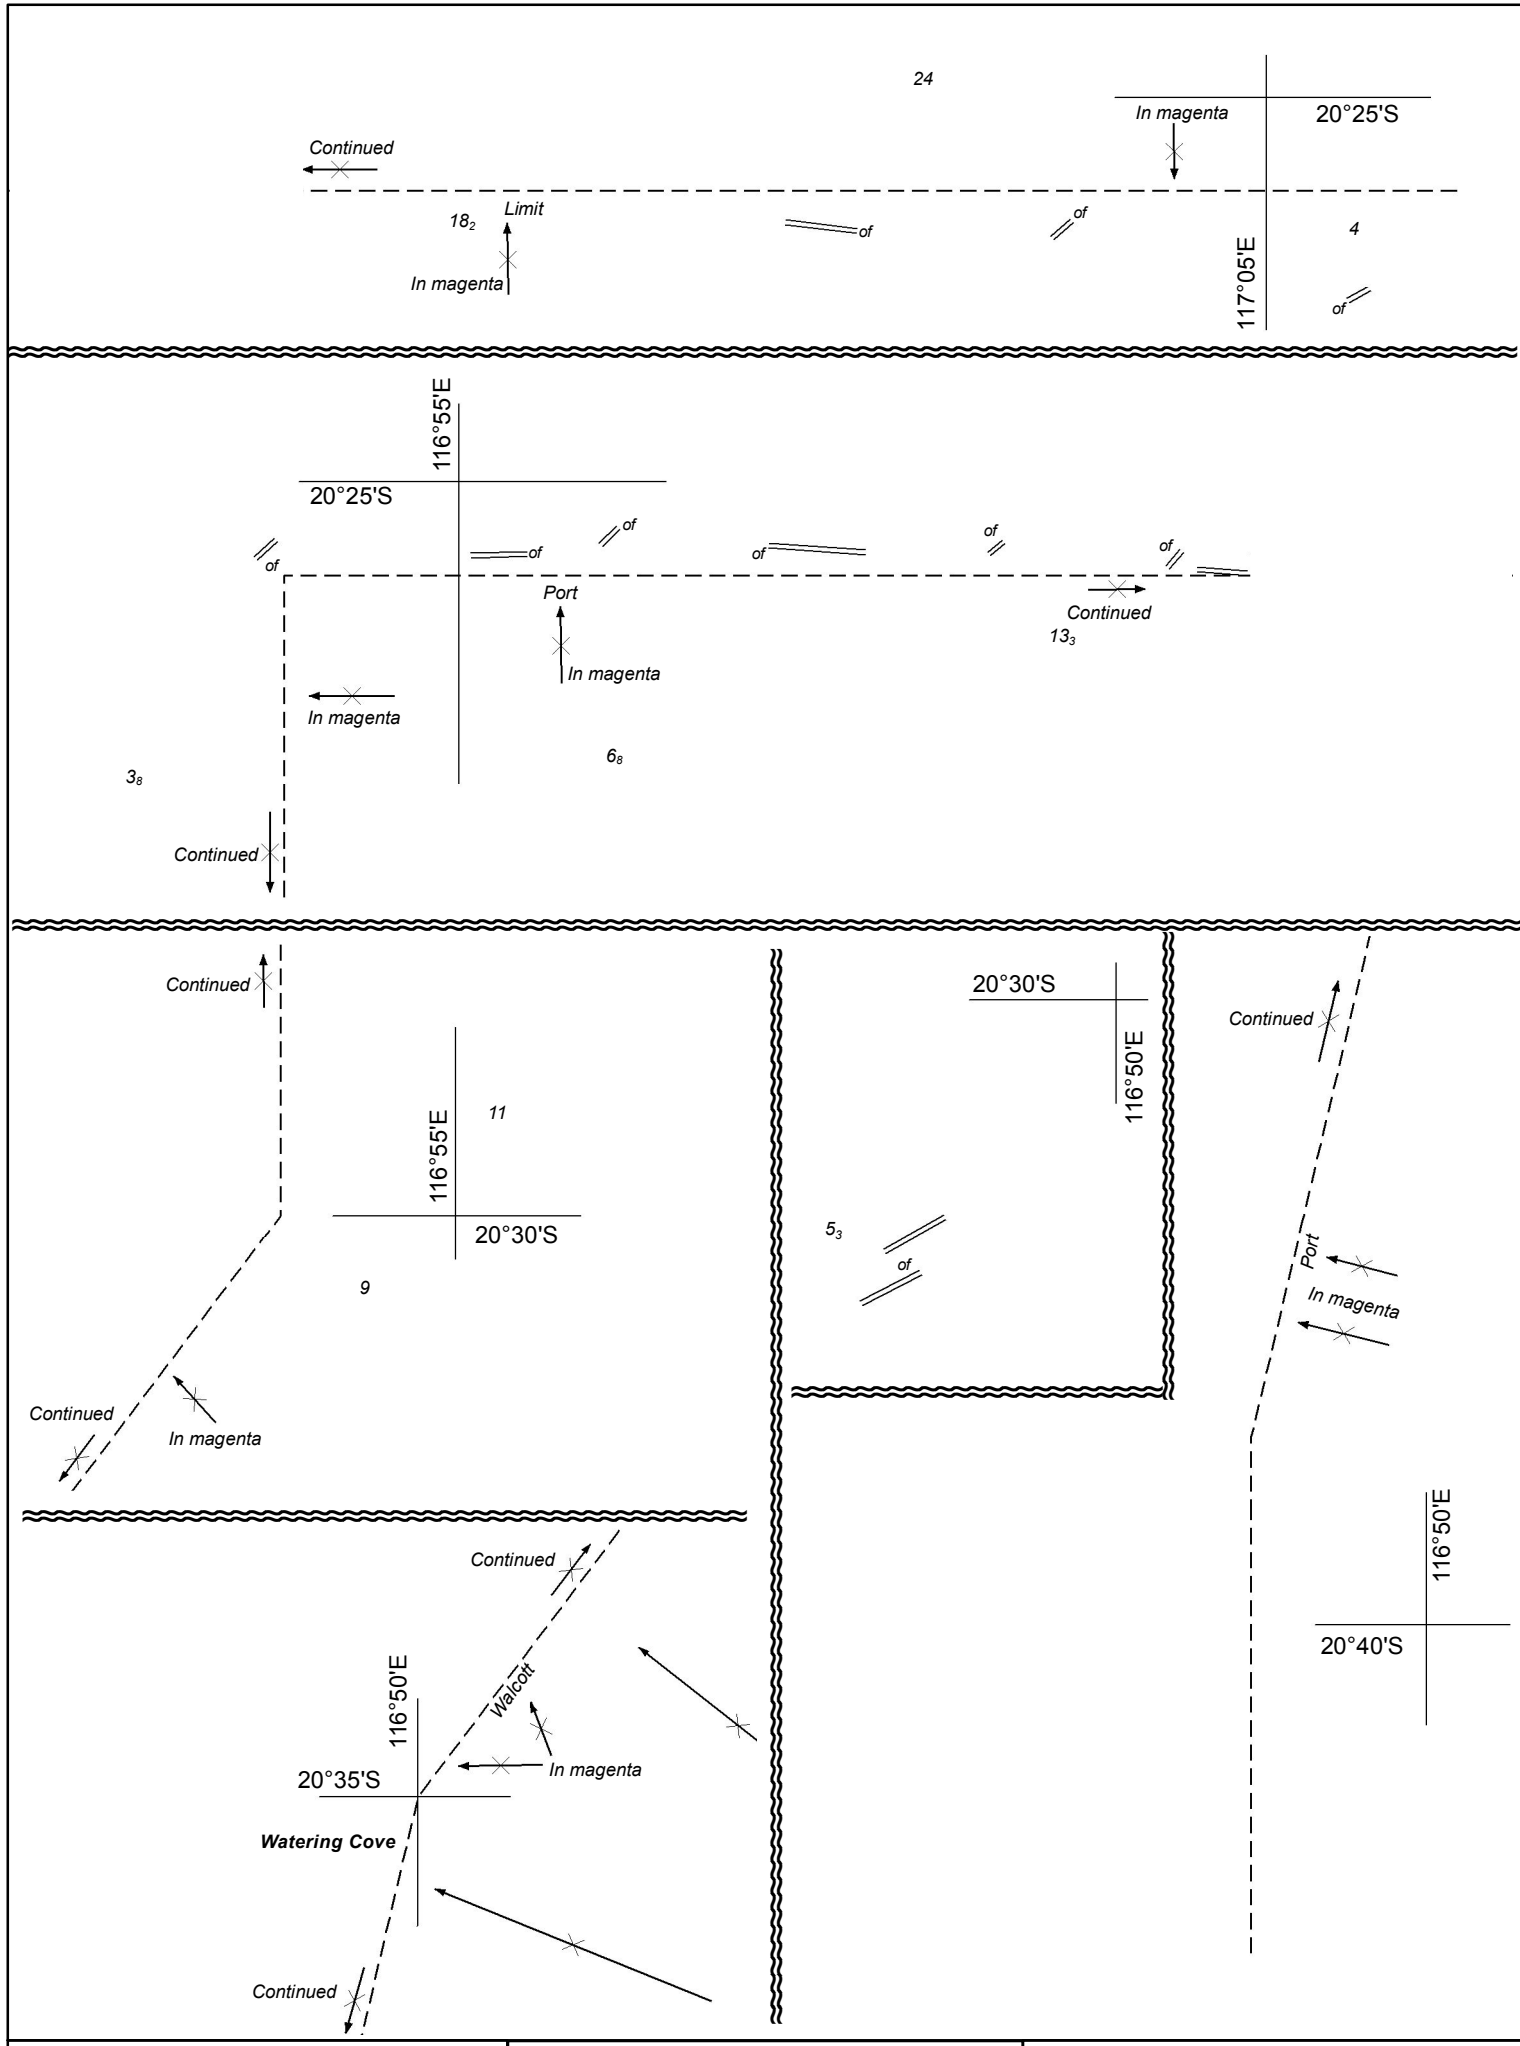 24
In magenta
20°25'S
Continued
18₂
Limit
of
of
4
In magenta
117°05'E
of
116°55'E
20°25'S
of
of
of
of
of
of
Port
Continued
13₃
In magenta
In magenta
6₈
3₈
Continued
Continued
11
116°55'E
20°30'S
9
Continued
In magenta
20°30'S
116°50'E
5₃
of
Continued
Port
In magenta
116°50'E
20°40'S
Continued
Walcott
116°50'E
In magenta
20°35'S
Watering Cove
Continued